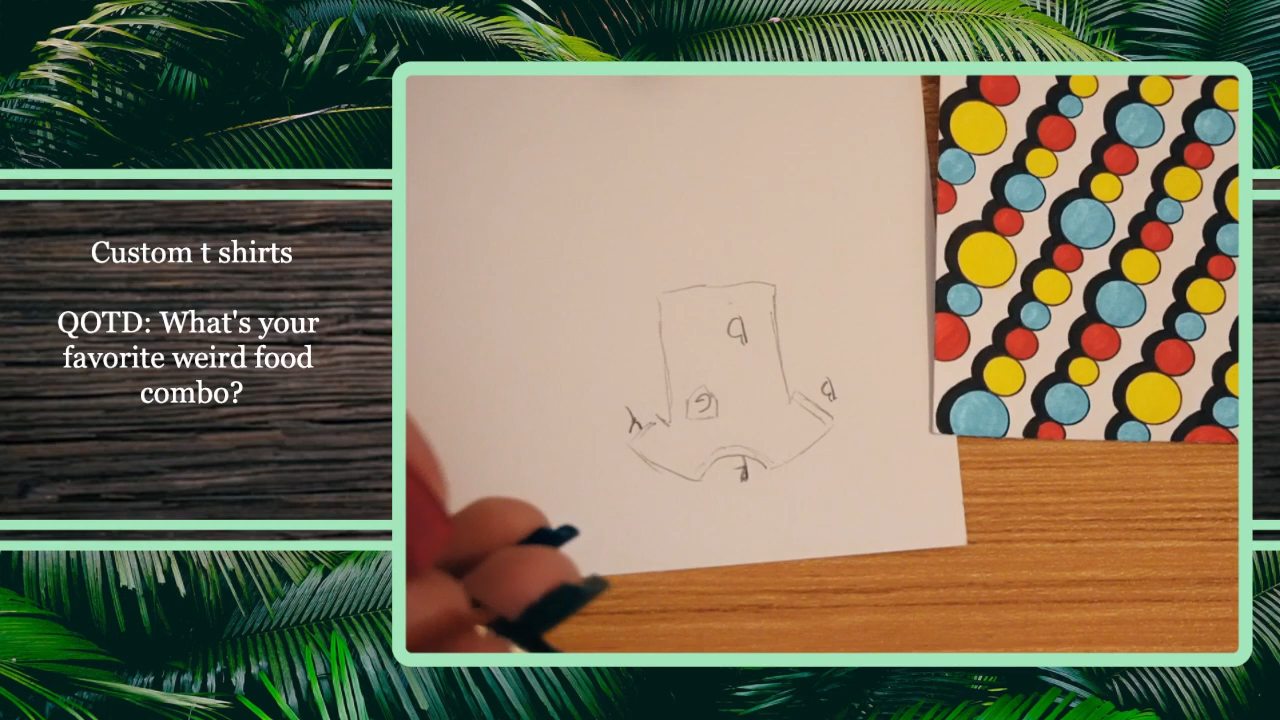 Custom t shirts
QOTD: What's your
favorite weird food
combo?
G
B